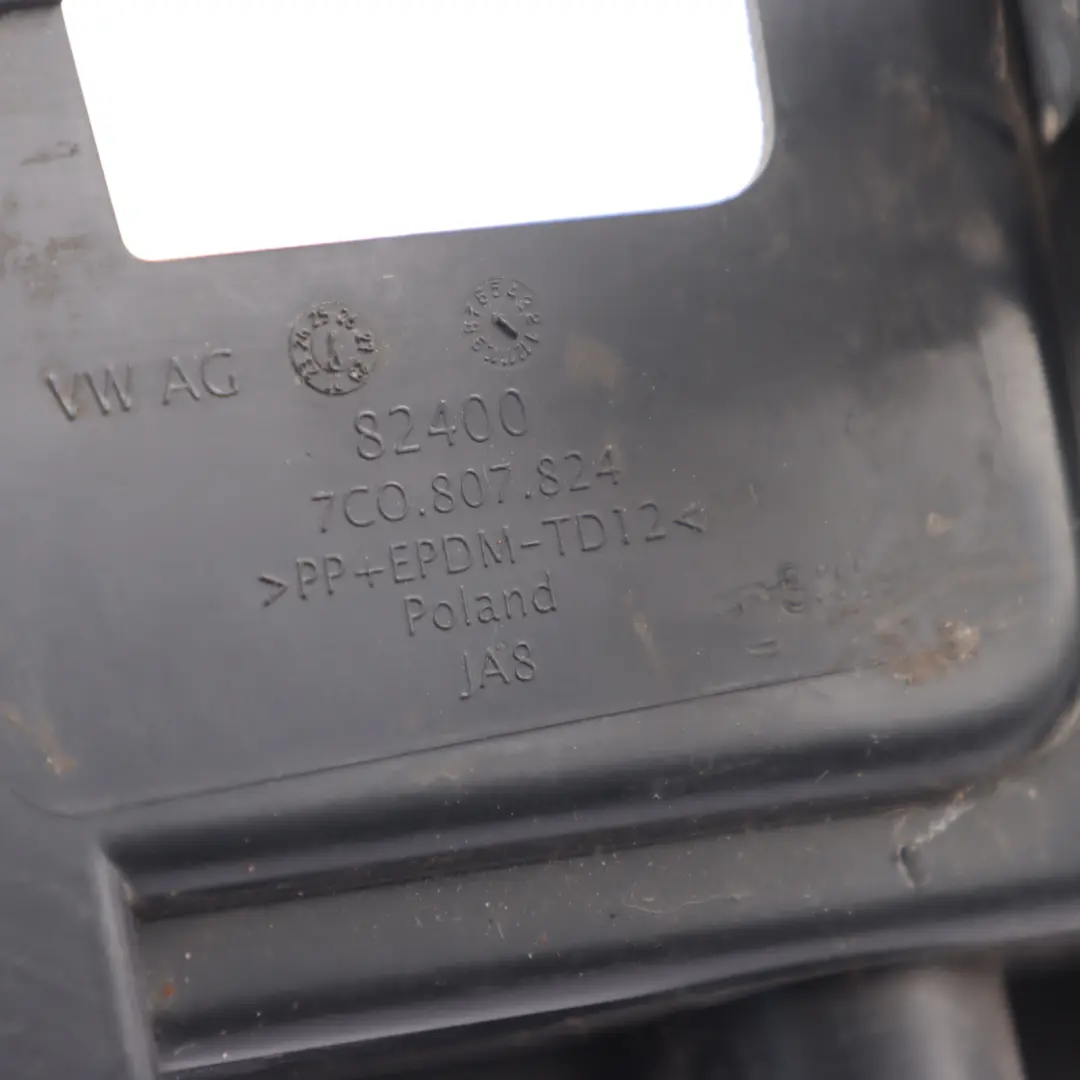 VW AG
82400
7C0.807.824
>PP+EPDM-TD12<
Poland
JA8